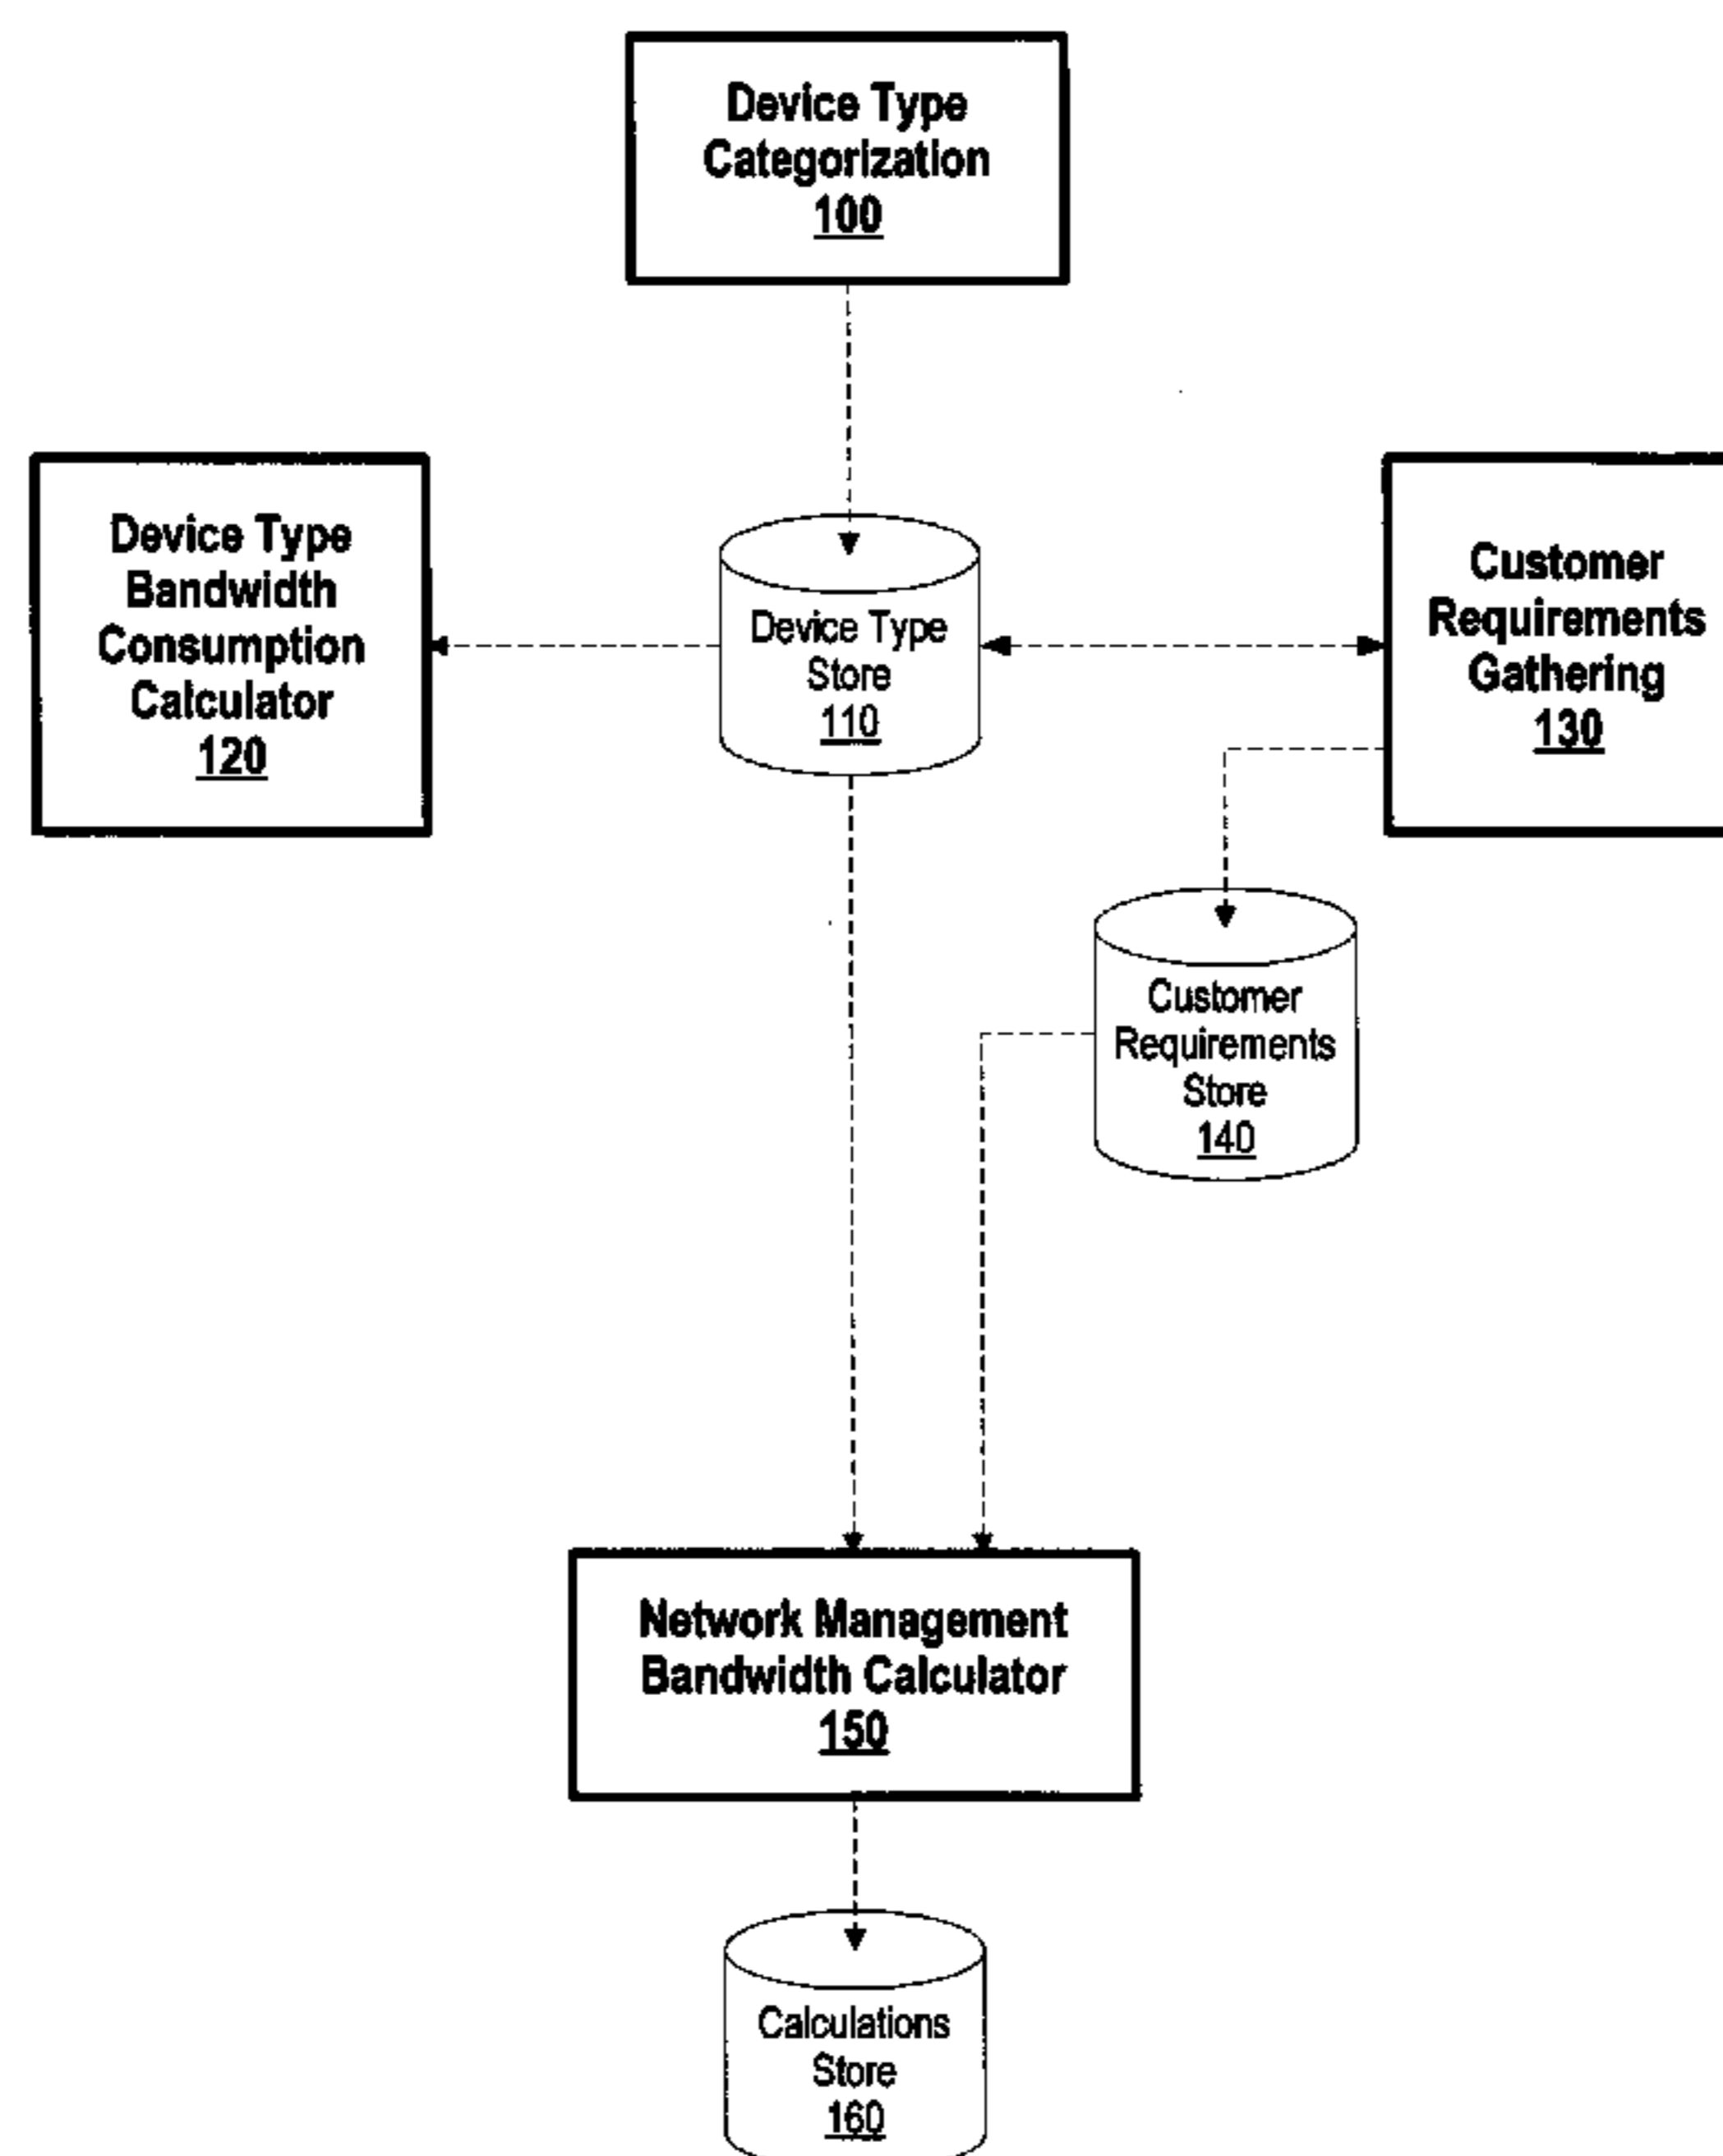 Device Type
Categorization
100
Device Type
Bandwidth
Consumption
Calculator
120
Device Type
Store
110
Customer
Requirements
Gathering
130
Customer
Requirements
Store
140
Network Management
Bandwidth Calculator
150
Calculations
Store
160